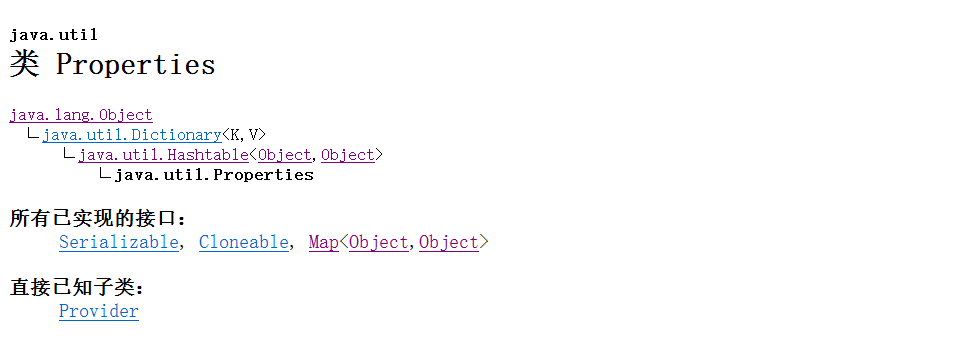 java.util
类 Properties
java.lang.Object
java.util.Dictionary<K,V>
java.util.Hashtable<Object,Object>
java.util.Properties
所有已实现的接口：
Serializable, Cloneable, Map<Object,Object>
直接已知子类：
Provider